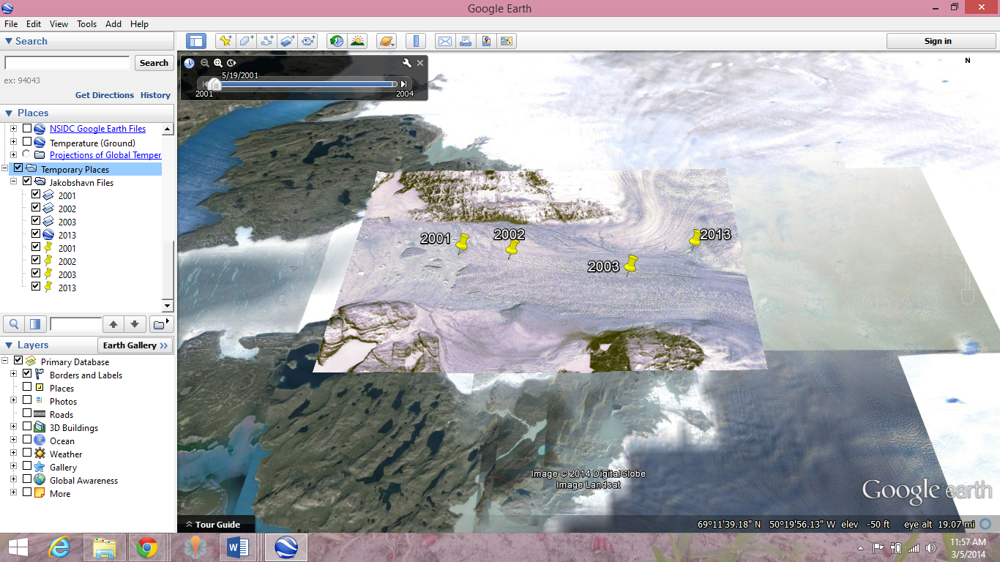 Google Earth
File Edit View Tools Add Help
Search
Search
ex: 94043
Get Directions History
Places
NSIDC Google Earth Files
Temperature (Ground)
Projections of Global Temper
Temporary Places
Jakobshavn Files
2001
2002
2003
2013
2001
2002
2003
2013
Layers
Earth Gallery »
Primary Database
Borders and Labels
Places
Photos
Roads
3D Buildings
Ocean
Weather
Gallery
Global Awareness
More
Sign in
5/19/2001
2001 2004
N
2001
2002
2003
2013
Image © 2014 DigitalGlobe
Image Landsat
Google earth
Tour Guide
69°11'39.18" N 50°19'56.13" W elev -50 ft eye alt 19.07 mi
11:57 AM
3/5/2014